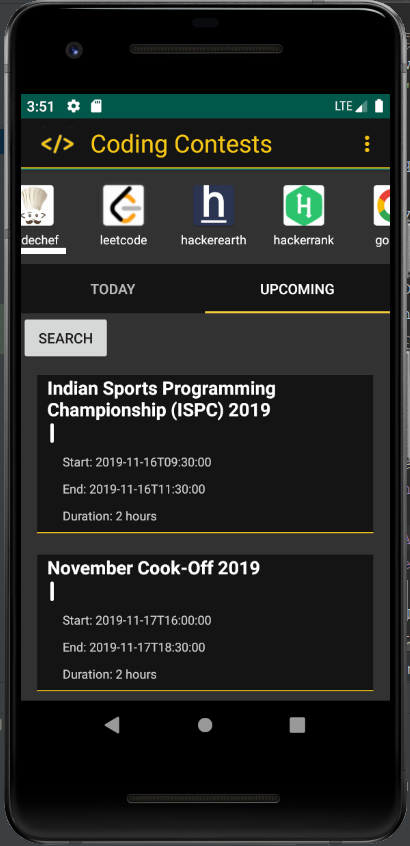 3:51 LTE
</> Coding Contests
dechef leetcode hackerearth hackerrank go
TODAY UPCOMING
SEARCH
Indian Sports Programming
Championship (ISPC) 2019
Start: 2019-11-16T09:30:00
End: 2019-11-16T11:30:00
Duration: 2 hours
November Cook-Off 2019
Start: 2019-11-17T16:00:00
End: 2019-11-17T18:30:00
Duration: 2 hours